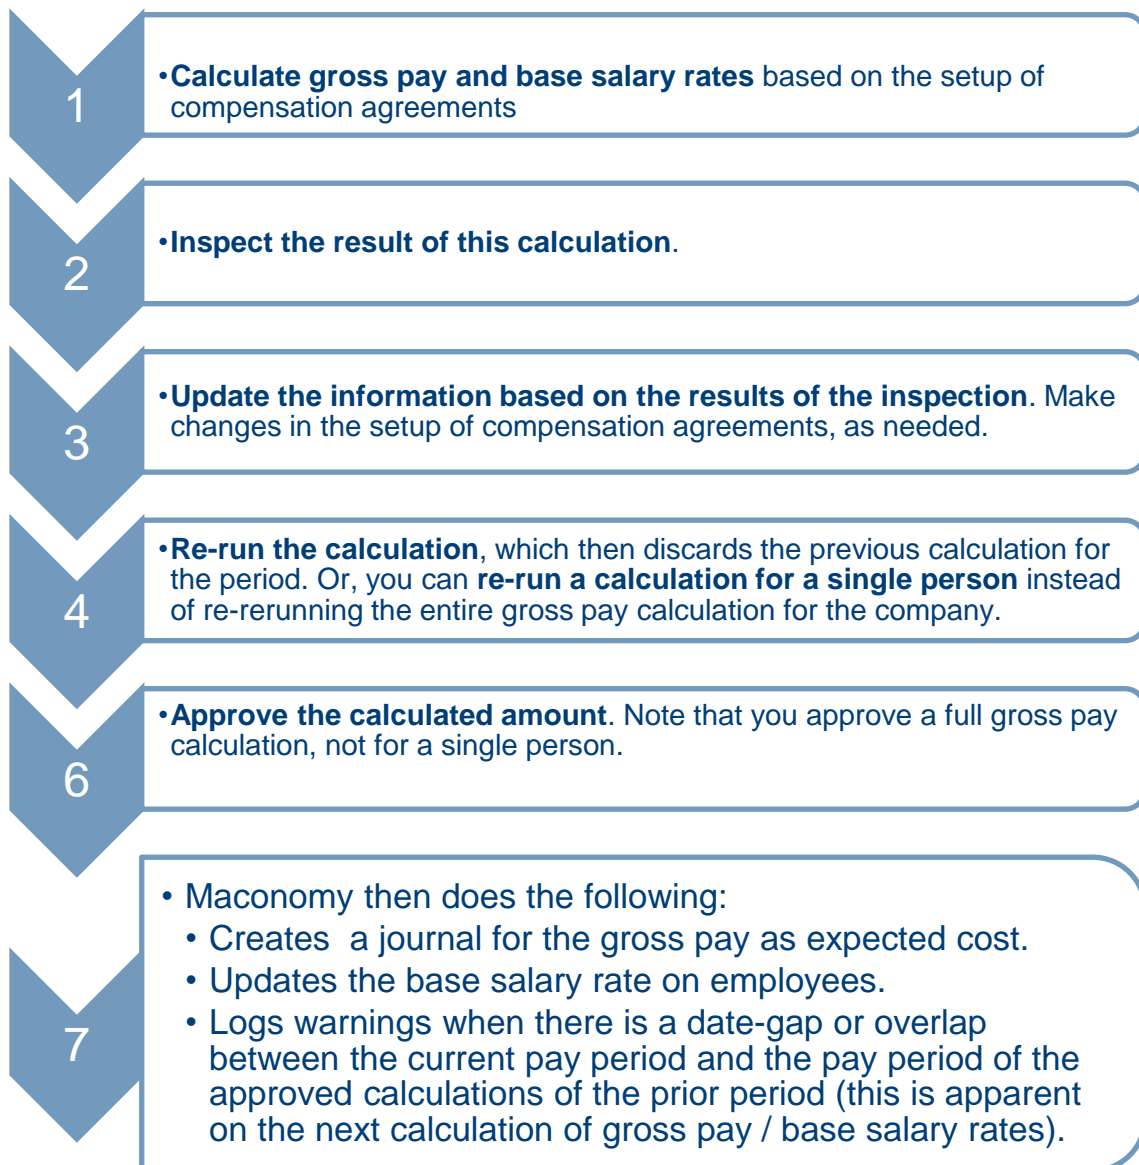 1
•Calculate gross pay and base salary rates based on the setup of
compensation agreements
2
•Inspect the result of this calculation.
3
•Update the information based on the results of the inspection. Make
changes in the setup of compensation agreements, as needed.
4
•Re-run the calculation, which then discards the previous calculation for
the period. Or, you can re-run a calculation for a single person instead
of re-rerunning the entire gross pay calculation for the company.
6
•Approve the calculated amount. Note that you approve a full gross pay
calculation, not for a single person.
7
• Maconomy then does the following:
• Creates  a journal for the gross pay as expected cost.
• Updates the base salary rate on employees.
• Logs warnings when there is a date-gap or overlap
between the current pay period and the pay period of the
approved calculations of the prior period (this is apparent
on the next calculation of gross pay / base salary rates).